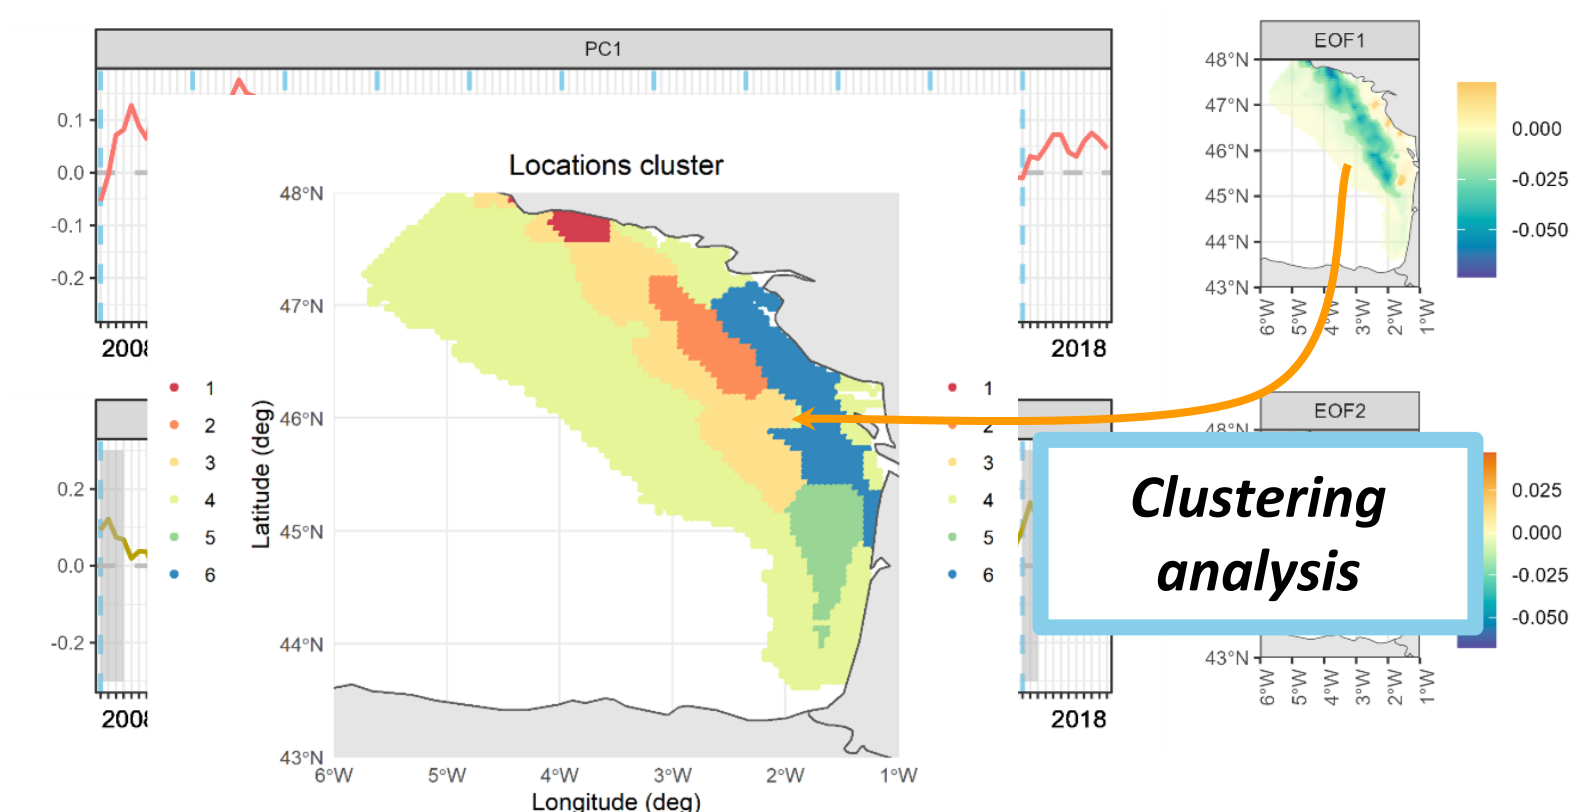 PC1
0.1
0.0
-0.1
-0.2
2008
2018
0.2
0.0
-0.2
2008
2018
Locations cluster
48°N
47°N
46°N
45°N
44°N
43°N
6°W
5°W
4°W
3°W
2°W
1°W
Latitude (deg)
Longitude (deg)
1
2
3
4
5
6
1
2
3
4
5
6
EOF1
48°N
47°N
46°N
45°N
44°N
43°N
6°W
5°W
4°W
3°W
2°W
1°W
0.000
-0.025
-0.050
EOF2
48°N
43°N
6°W
5°W
4°W
3°W
2°W
1°W
0.025
0.000
-0.025
-0.050
Clustering
analysis